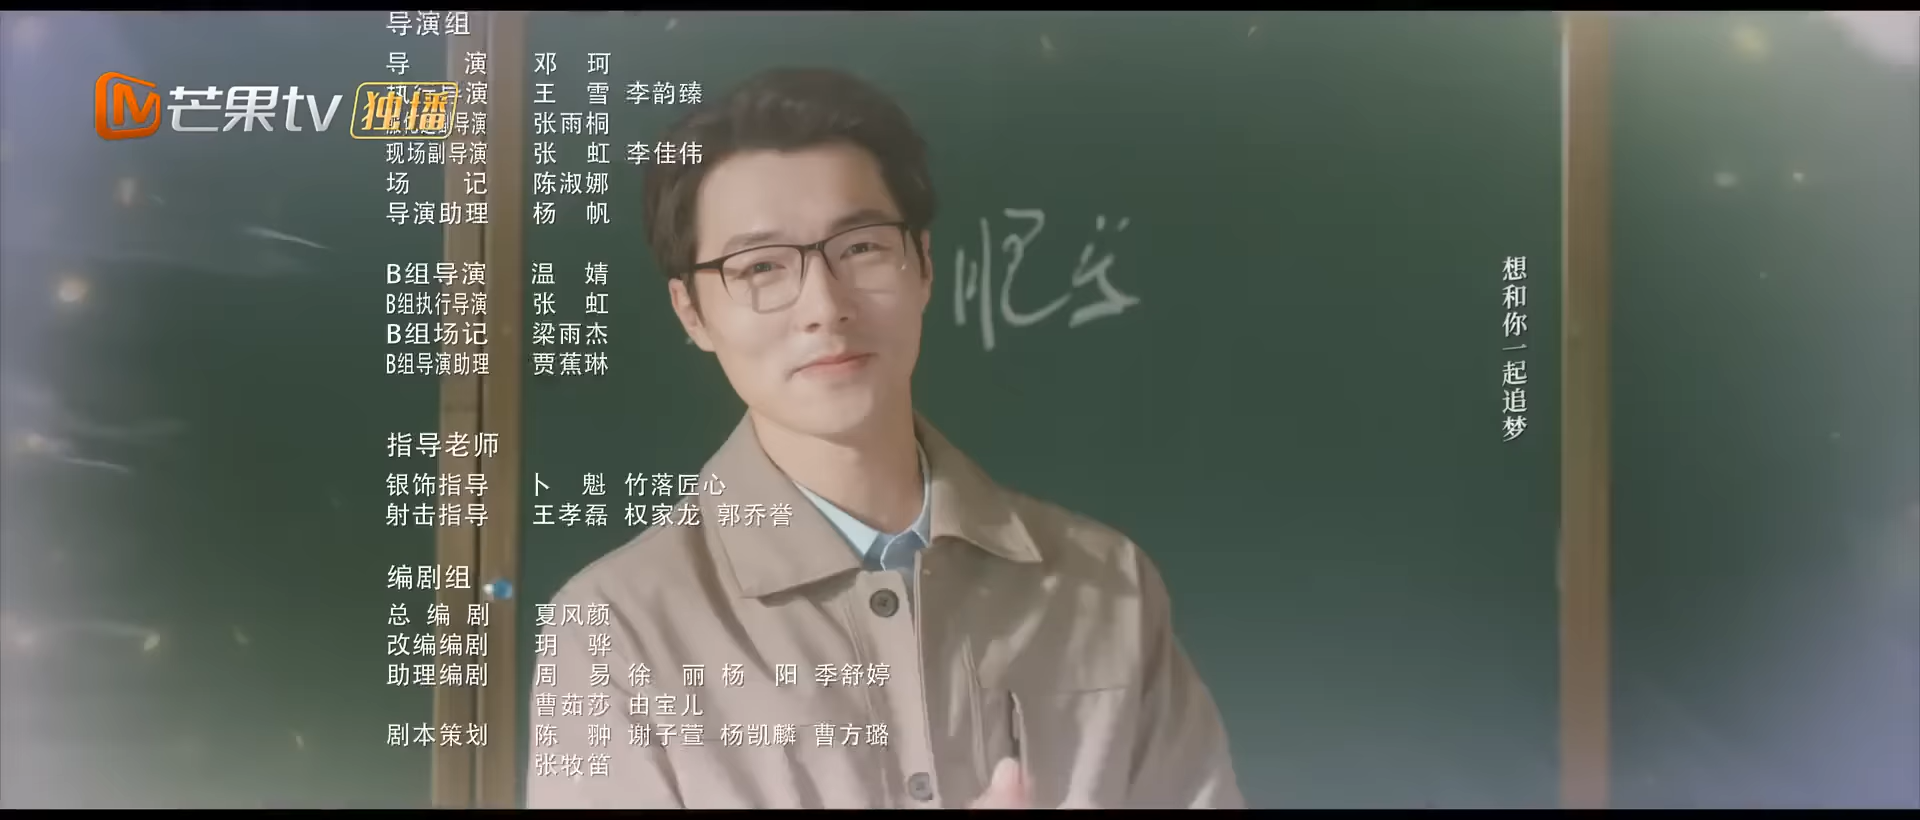 导演组
导 演 邓 珂
执行导演 王 雪 李韵臻
副导演 张雨桐
现场副导演 张 虹 李佳伟
场 记 陈淑娜
导演助理 杨 帆
芒果tv 独播
B组导演 温 婧
B组执行导演 张 虹
B组场记 梁雨杰
B组导演助理 贾蕉琳
指导老师
银饰指导 卜 魁 竹落匠心
射击指导 王孝磊 权家龙 郭乔誉
编剧组
总 编 剧 夏风颜
改编编剧 玥 骅
助理编剧 周 易 徐 丽 杨 阳 季舒婷
曹茹莎 由宝儿
剧本策划 陈 翀 谢子萱 杨凯麟 曹方璐
张牧笛
想和你一起追梦